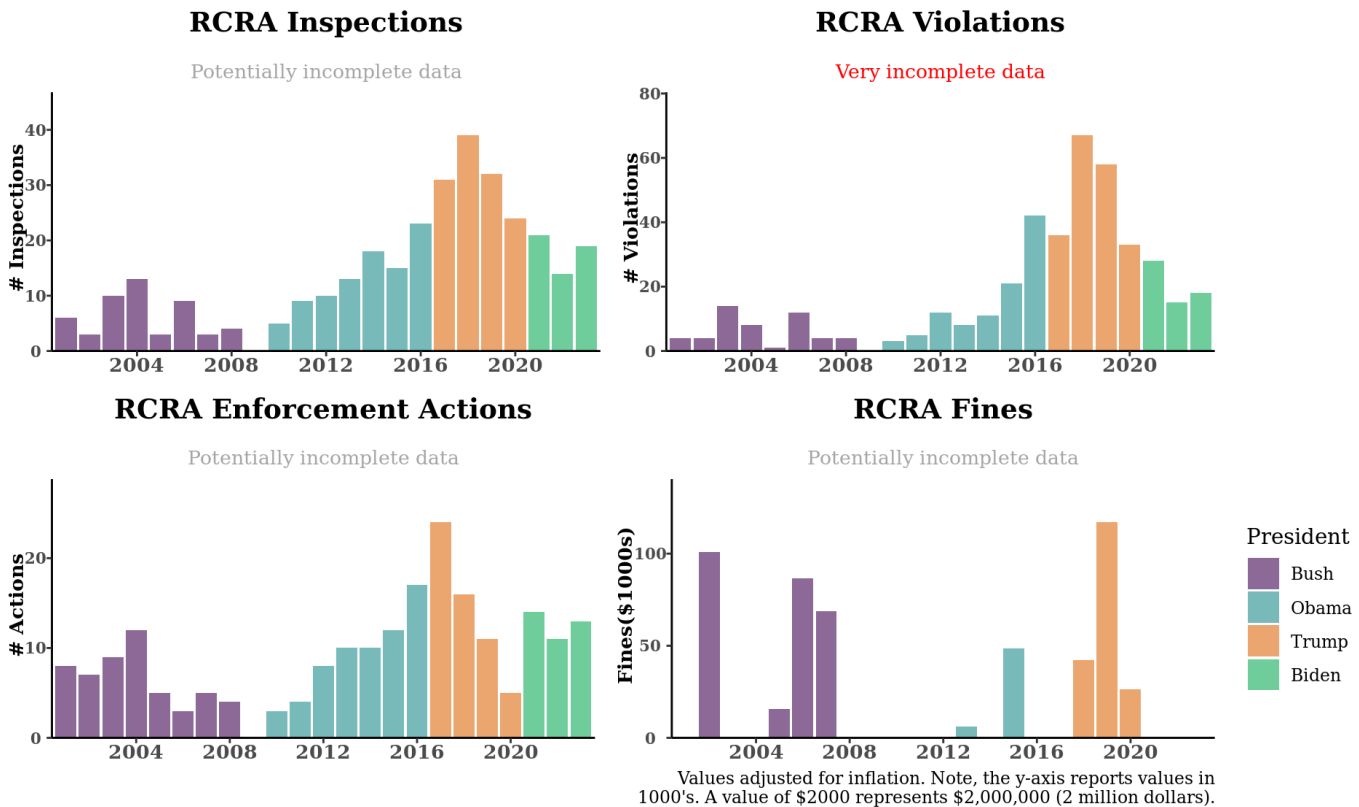 RCRA Inspections
Potentially incomplete data
# Inspections
40
30
20
10
0
2004 2008 2012 2016 2020
RCRA Violations
Very incomplete data
# Violations
80
60
40
20
0
2004 2008 2012 2016 2020
RCRA Enforcement Actions
Potentially incomplete data
# Actions
20
10
0
2004 2008 2012 2016 2020
RCRA Fines
Potentially incomplete data
Fines($1000s)
100
50
0
2004 2008 2012 2016 2020
President
Bush
Obama
Trump
Biden
Values adjusted for inflation. Note, the y-axis reports values in
1000's. A value of $2000 represents $2,000,000 (2 million dollars).